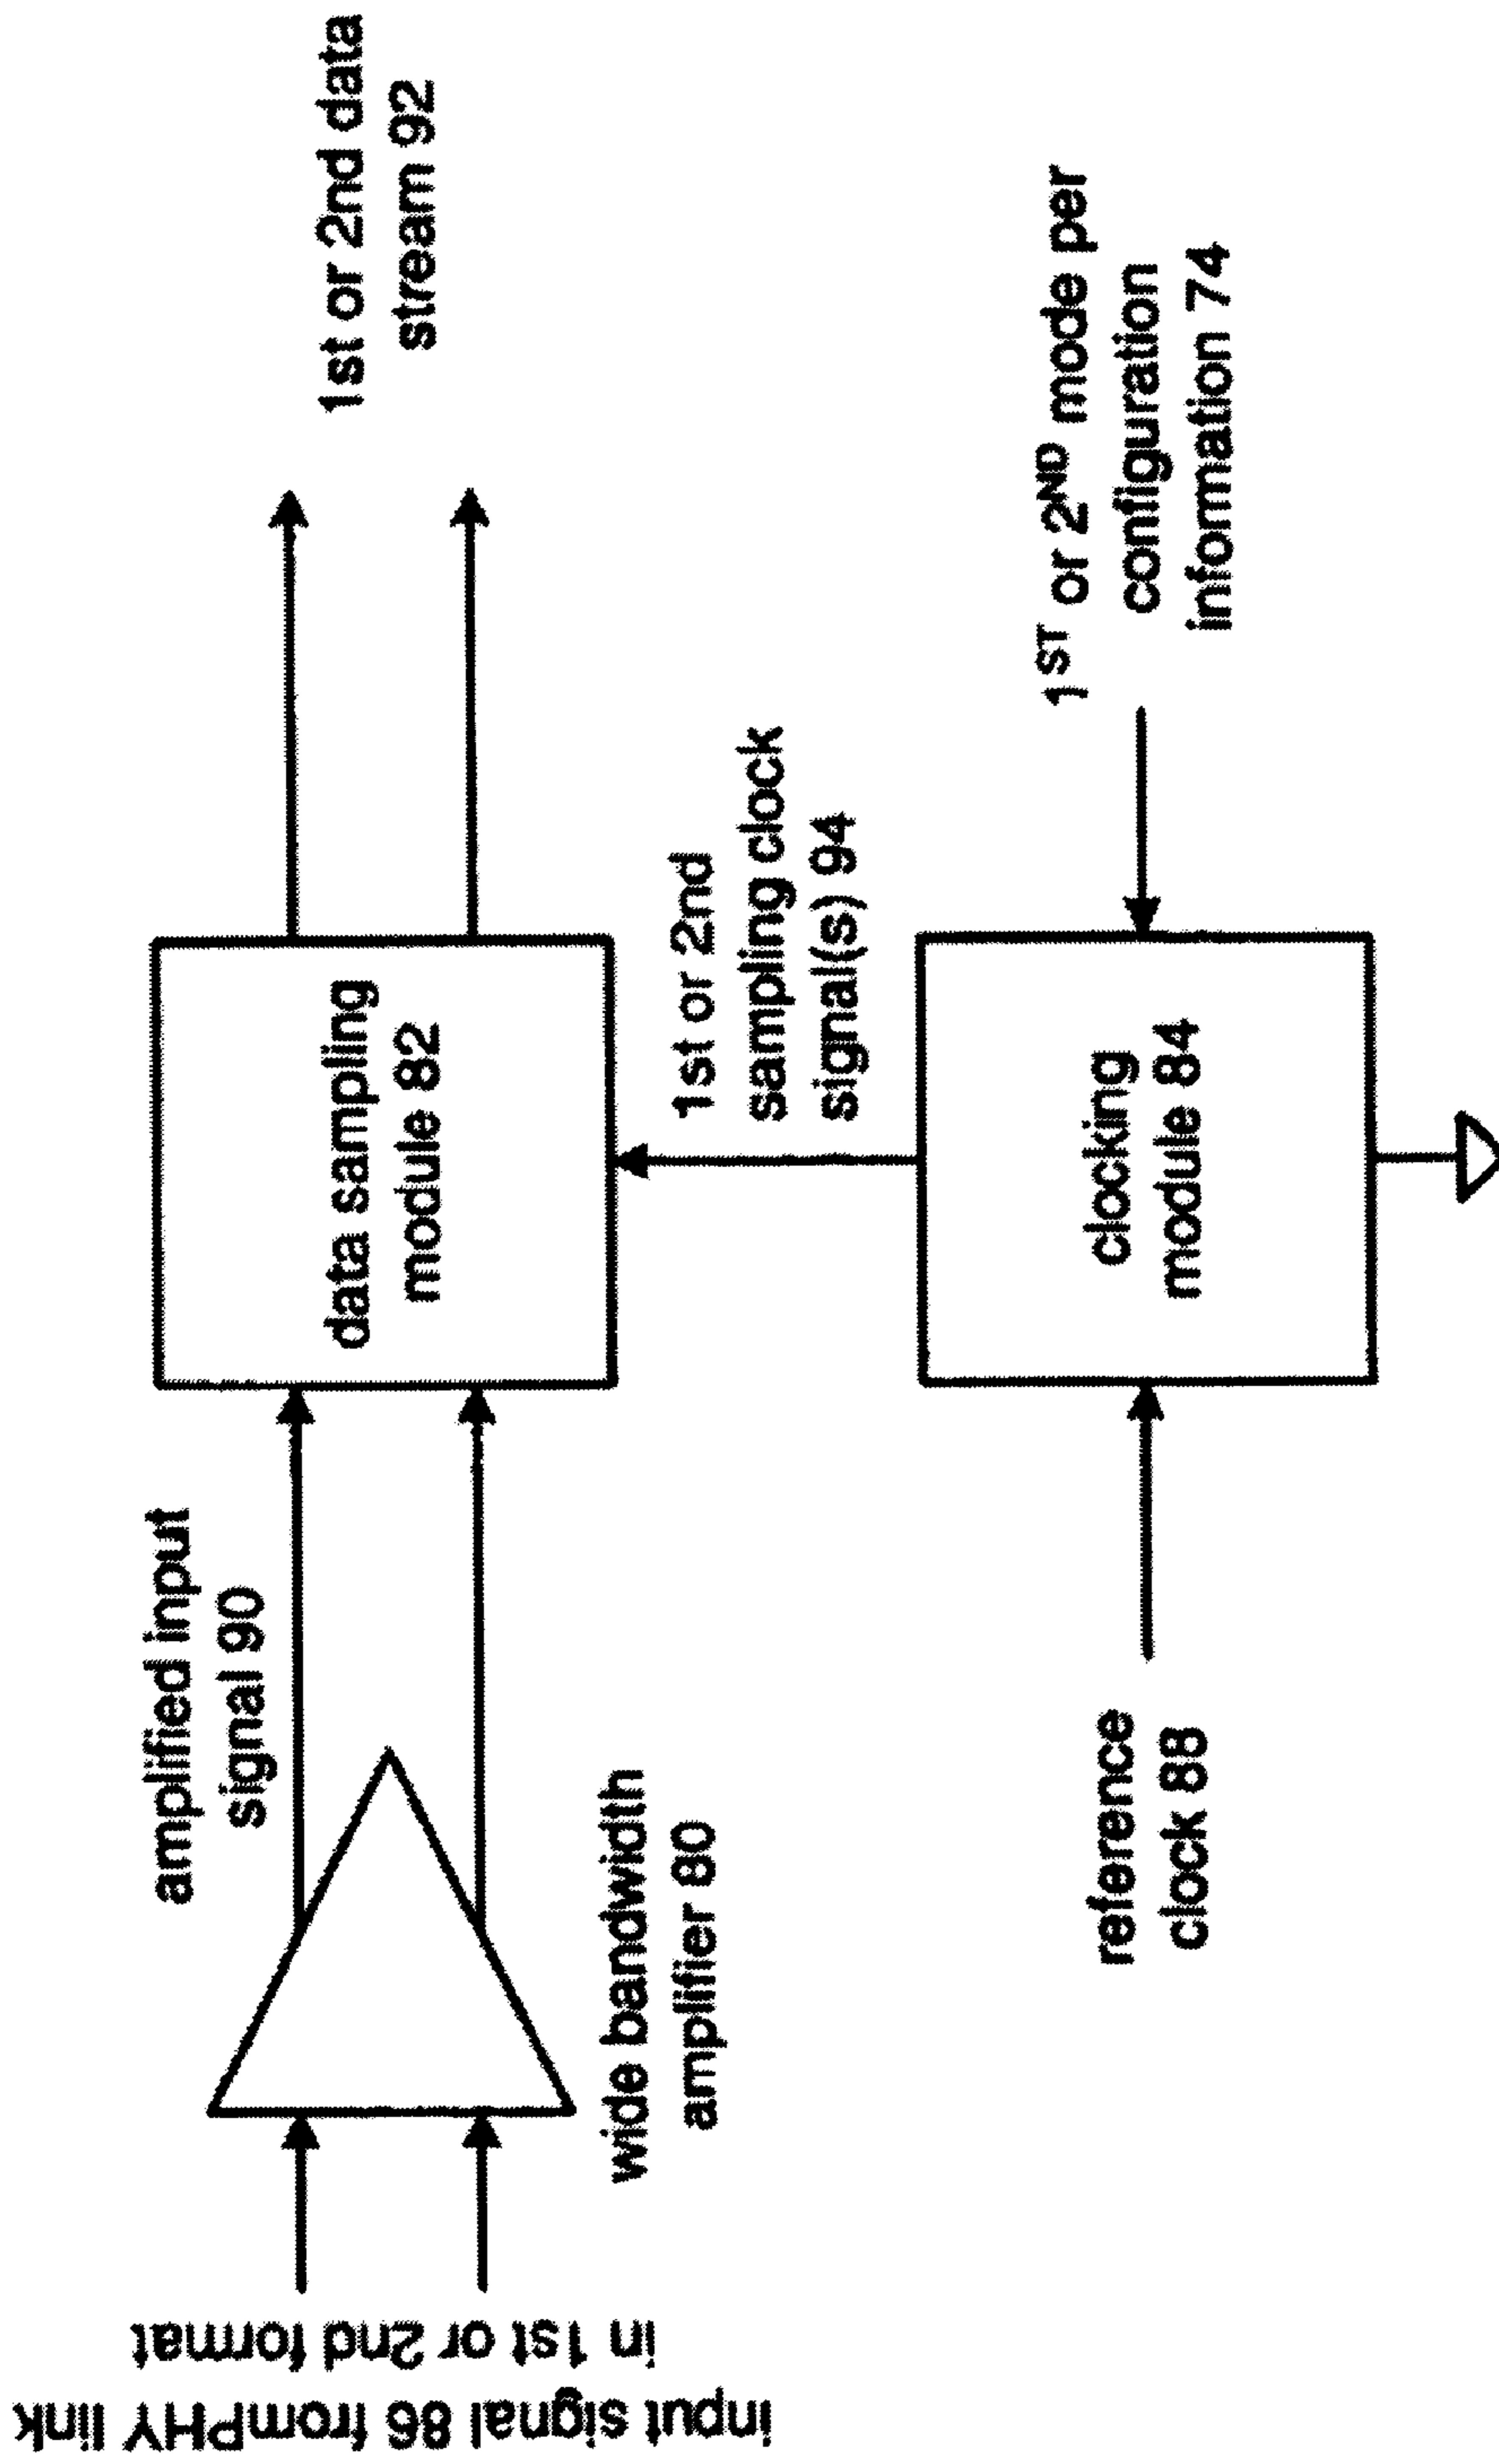 input signal 86 fromPHY link
in 1st or 2nd format
amplified input
signal 90
wide bandwidth
amplifier 80
data sampling
module 82
1st or 2nd data
stream 92
1st or 2nd
sampling clock
signal(s) 94
reference
clock 88
clocking
module 84
1ST or 2ND mode per
configuration
information 74